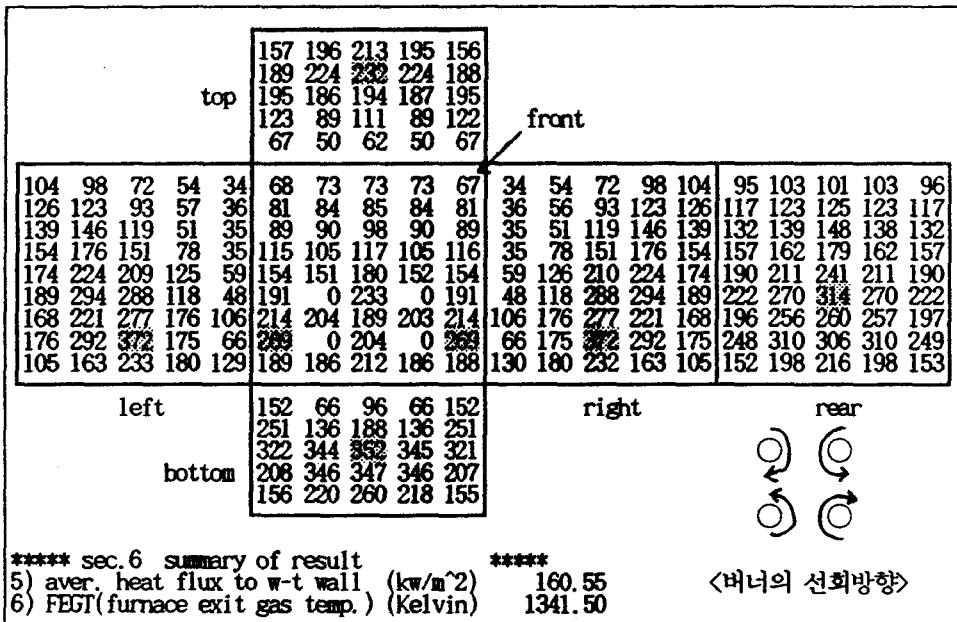 157 196 213 195 156
189 224 232 224 188
top 195 186 194 187 195
123 89 111 89 122
67 50 62 50 67
front
104 98 72 54 34 68 73 73 73 67 34 54 72 98 104 95 103 101 103 96
126 123 93 57 36 81 84 85 84 81 36 56 93 123 126 117 123 125 123 117
139 146 119 51 35 89 90 98 90 89 35 51 119 146 139 132 139 148 138 132
154 176 151 78 35 115 105 117 105 116 35 78 151 176 154 157 162 179 162 157
174 224 209 125 59 154 151 180 152 154 59 126 210 224 174 190 211 241 211 190
189 294 288 118 48 191 0 233 0 191 48 118 288 294 189 222 270 314 270 222
168 221 277 176 106 214 204 189 203 214 106 176 277 221 168 196 256 260 257 197
176 292 372 175 66 269 0 204 0 269 66 175 372 292 175 248 310 306 310 249
105 163 233 180 129 189 186 212 186 188 130 180 232 163 105 152 198 216 198 153
left 152 66 96 66 152 right rear
251 136 188 136 251
322 344 352 345 321
bottom 208 346 347 346 207
156 220 260 218 155
***** sec.6 summary of result *****
5) aver. heat flux to w-t wall (kw/m^2) 160.55
6) FEGT(furnace exit gas temp.) (Kelvin) 1341.50
<버너의 선회방향>